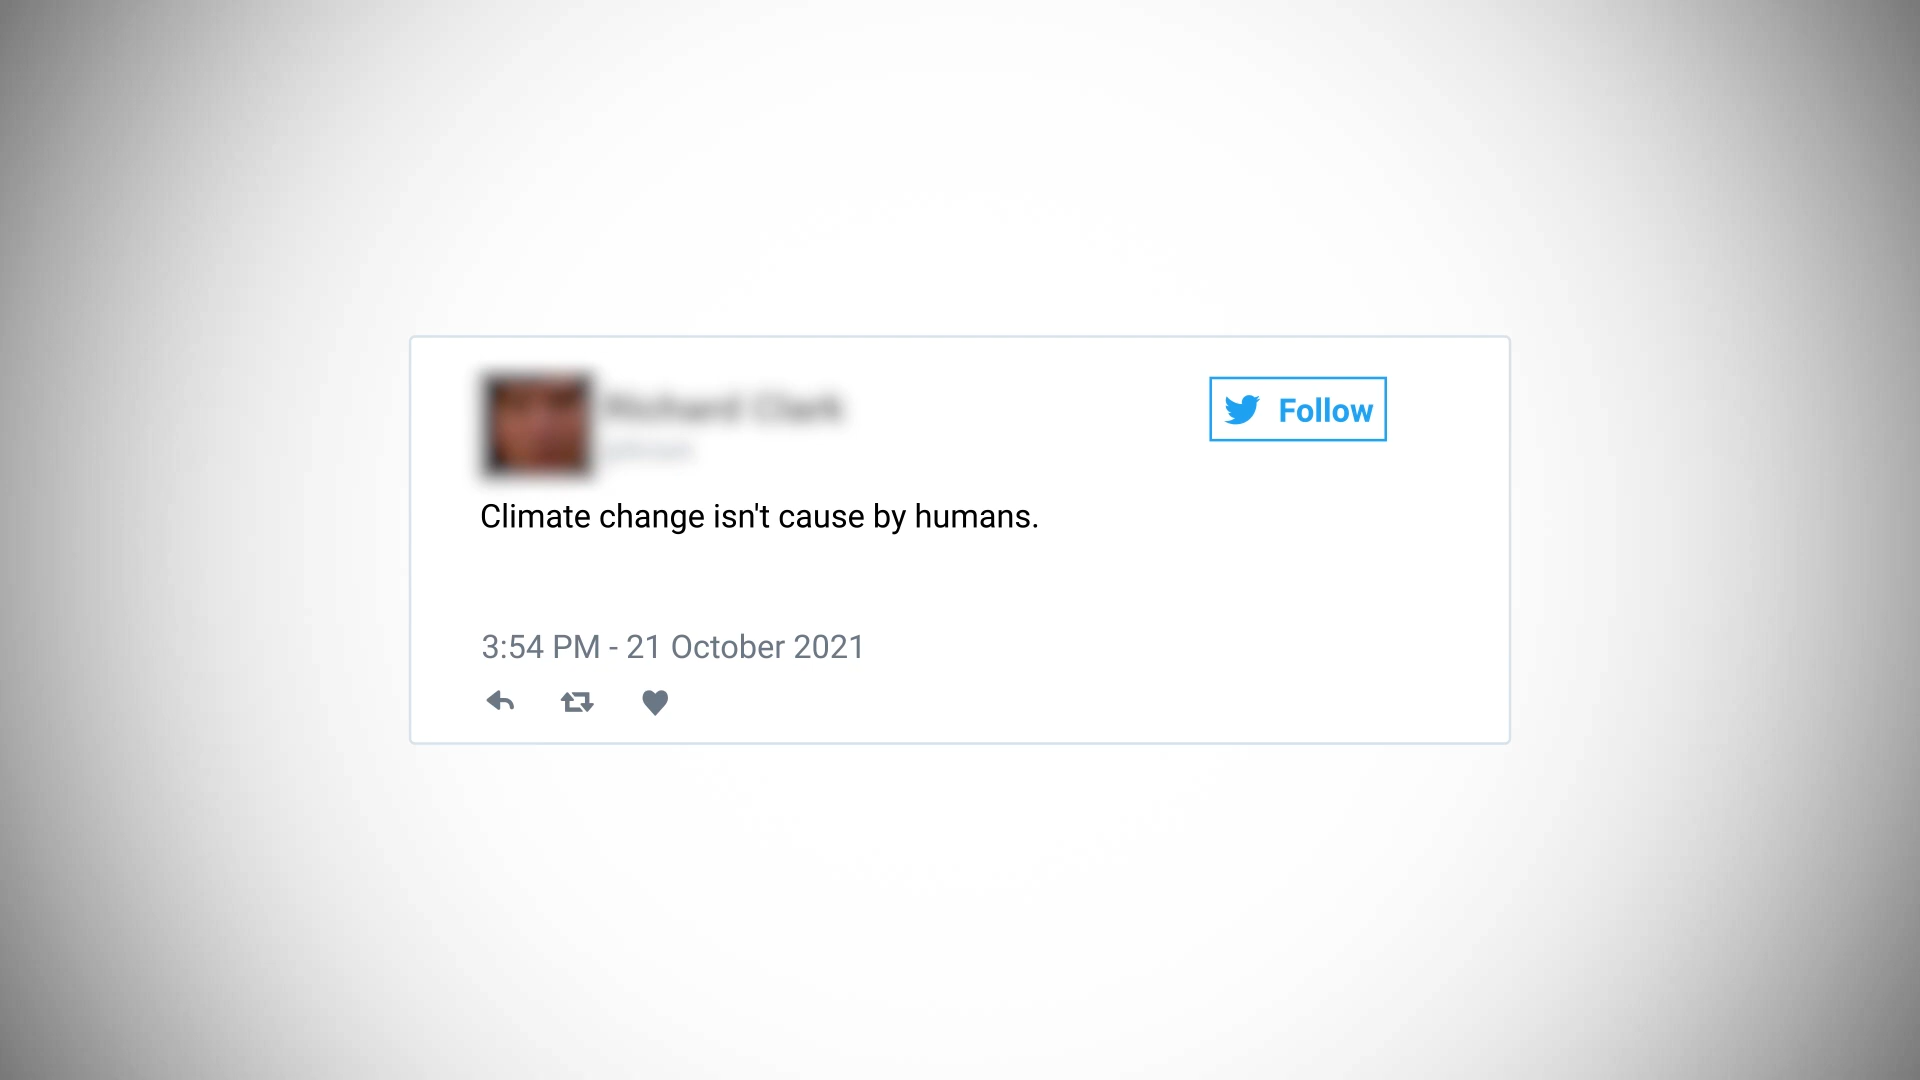 Follow
Climate change isn't cause by humans.
3:54 PM - 21 October 2021